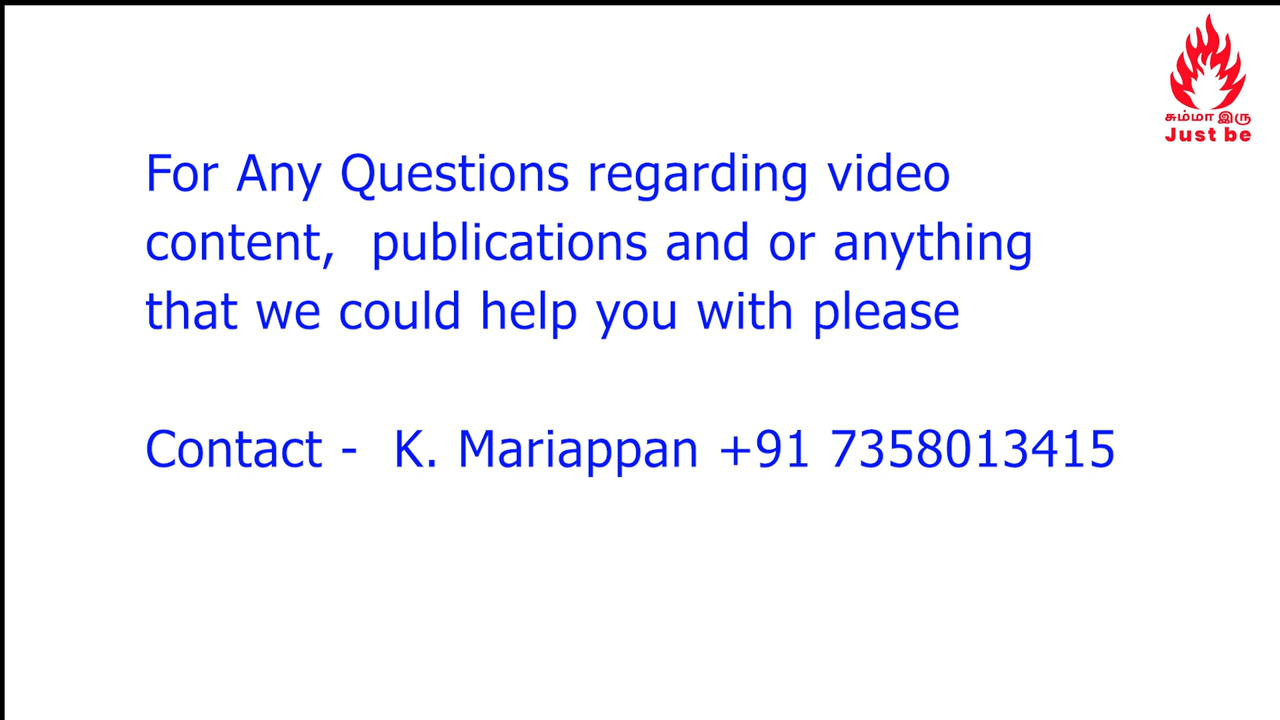 சும்மா இரு
Just be
For Any Questions regarding video
content,  publications and or anything
that we could help you with please
Contact -  K. Mariappan +91 7358013415